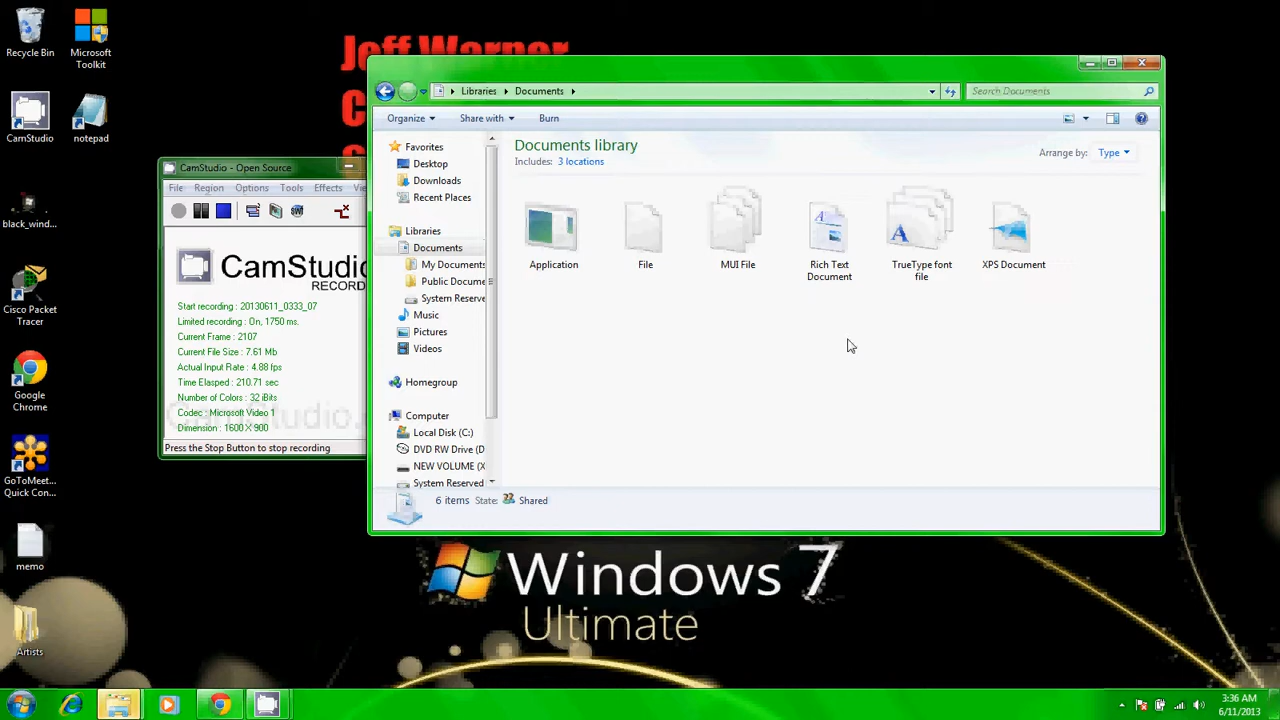 Recycle Bin
Microsoft
Toolkit
CamStudio
notepad
black_wind...
Cisco Packet
Tracer
Google
Chrome
GoToMeet...
Quick Con...
memo
Artists
Jeff Warner
CamStudio - Open Source
File Region Options Tools Effects
CamStudio
RECOR
Start recording : 20130611_0333_07
Limited recording : On, 1750 ms.
Current Frame : 2107
Current File Size : 7.61 Mb
Actual Input Rate : 4.88 fps
Time Elasped : 210.71 sec
Number of Colors : 32 iBits
Codec : Microsoft Video 1
Dimension : 1600 X 900
CamStudio.
Press the Stop Button to stop recording
Libraries Documents
Search Documents
Organize Share with Burn
Favorites
Desktop
Downloads
Recent Places
Libraries
Documents
My Documents
Public Docume
System Reserve
Music
Pictures
Videos
Homegroup
Computer
Local Disk (C:)
DVD RW Drive (D
NEW VOLUME (X
System Reserved
Documents library
Includes: 3 locations
Arrange by: Type
Application
File
MUI File
Rich Text
Document
TrueType font
file
XPS Document
6 items State: Shared
Windows 7
Ultimate
3:36 AM
6/11/2013